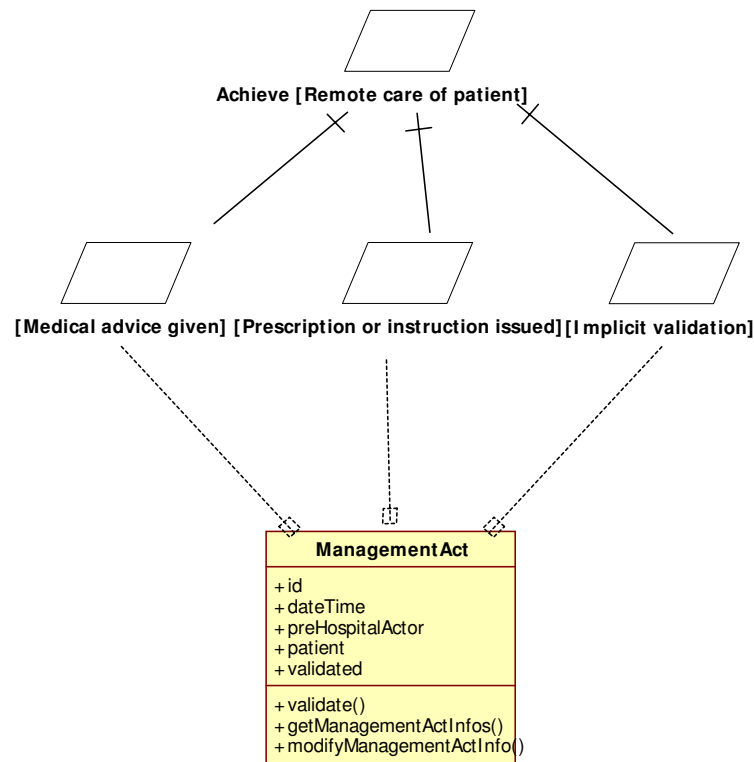 Achieve [Remote care of patient]
[Medical advice given] [Prescription or instruction issued] [Implicit validation]
ManagementAct
+ id
+ dateTime
+ preHospitalActor
+ patient
+ validated
+ validate()
+ getManagementActInfos()
+ modifyManagementActInfo()